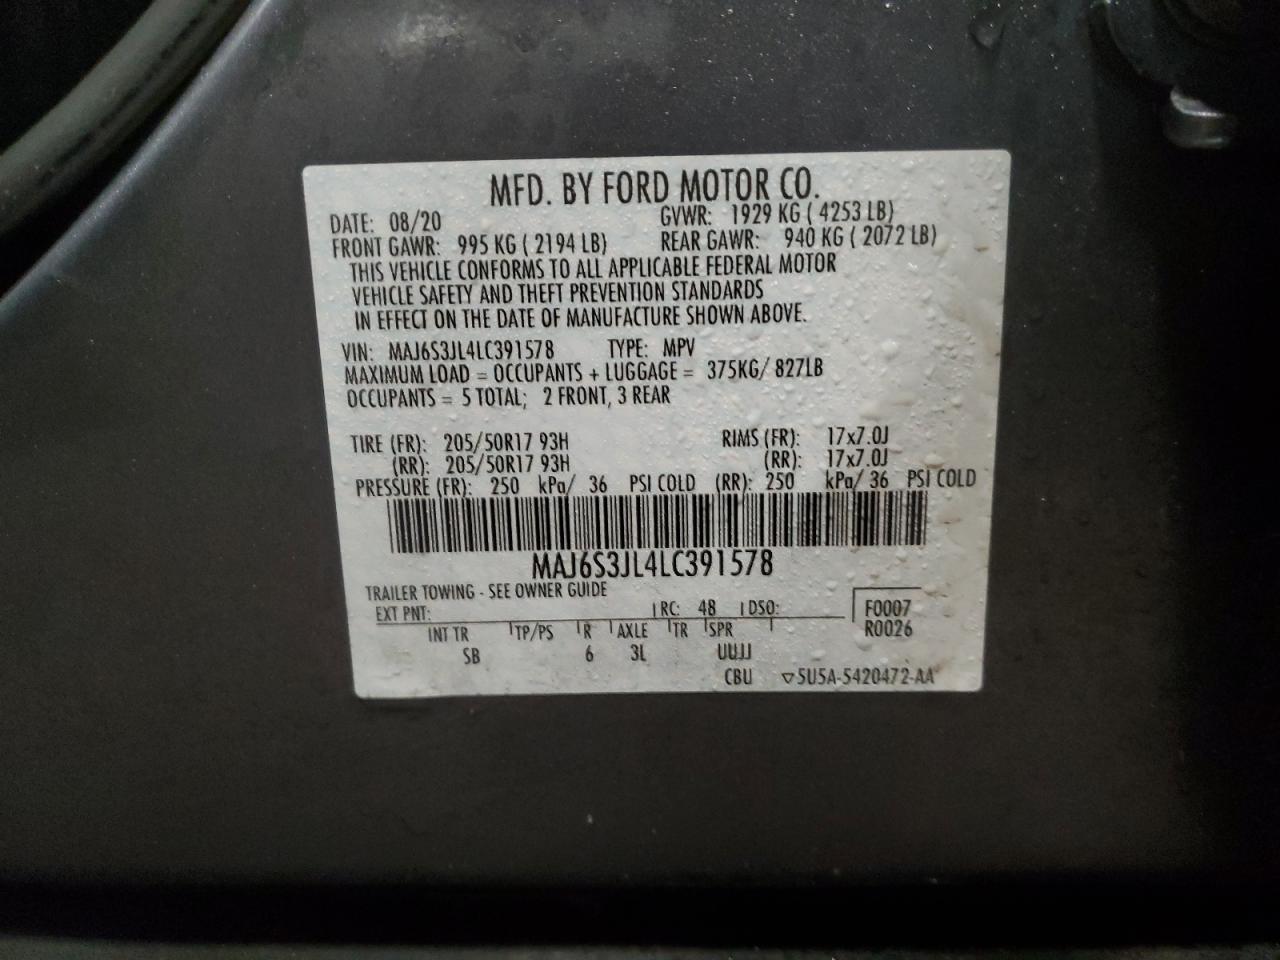 MFD. BY FORD MOTOR CO.
DATE: 08/20 GVWR: 1929 KG ( 4253 LB)
FRONT GAWR: 995 KG ( 2194 LB) REAR GAWR: 940 KG ( 2072 LB)
THIS VEHICLE CONFORMS TO ALL APPLICABLE FEDERAL MOTOR
VEHICLE SAFETY AND THEFT PREVENTION STANDARDS
IN EFFECT ON THE DATE OF MANUFACTURE SHOWN ABOVE.
VIN: MAJ6S3JL4LC391578 TYPE: MPV
MAXIMUM LOAD = OCCUPANTS + LUGGAGE = 375KG/ 827LB
OCCUPANTS = 5 TOTAL; 2 FRONT, 3 REAR
TIRE (FR): 205/50R17 93H RIMS (FR): 17x7.0J
(RR): 205/50R17 93H (RR): 17x7.0J
PRESSURE (FR): 250 kPa/ 36 PSI COLD (RR): 250 kPa/ 36 PSI COLD
MAJ6S3JL4LC391578
TRAILER TOWING - SEE OWNER GUIDE
EXT PNT: RC: 48 DSO: F0007
INT TR TP/PS R AXLE TR SPR R0026
SB 6 3L UUJJ
CBU ▽5U5A-5420472-AA